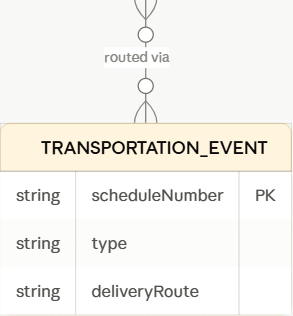 routed via
TRANSPORTATION_EVENT
string scheduleNumber PK
string type
string deliveryRoute